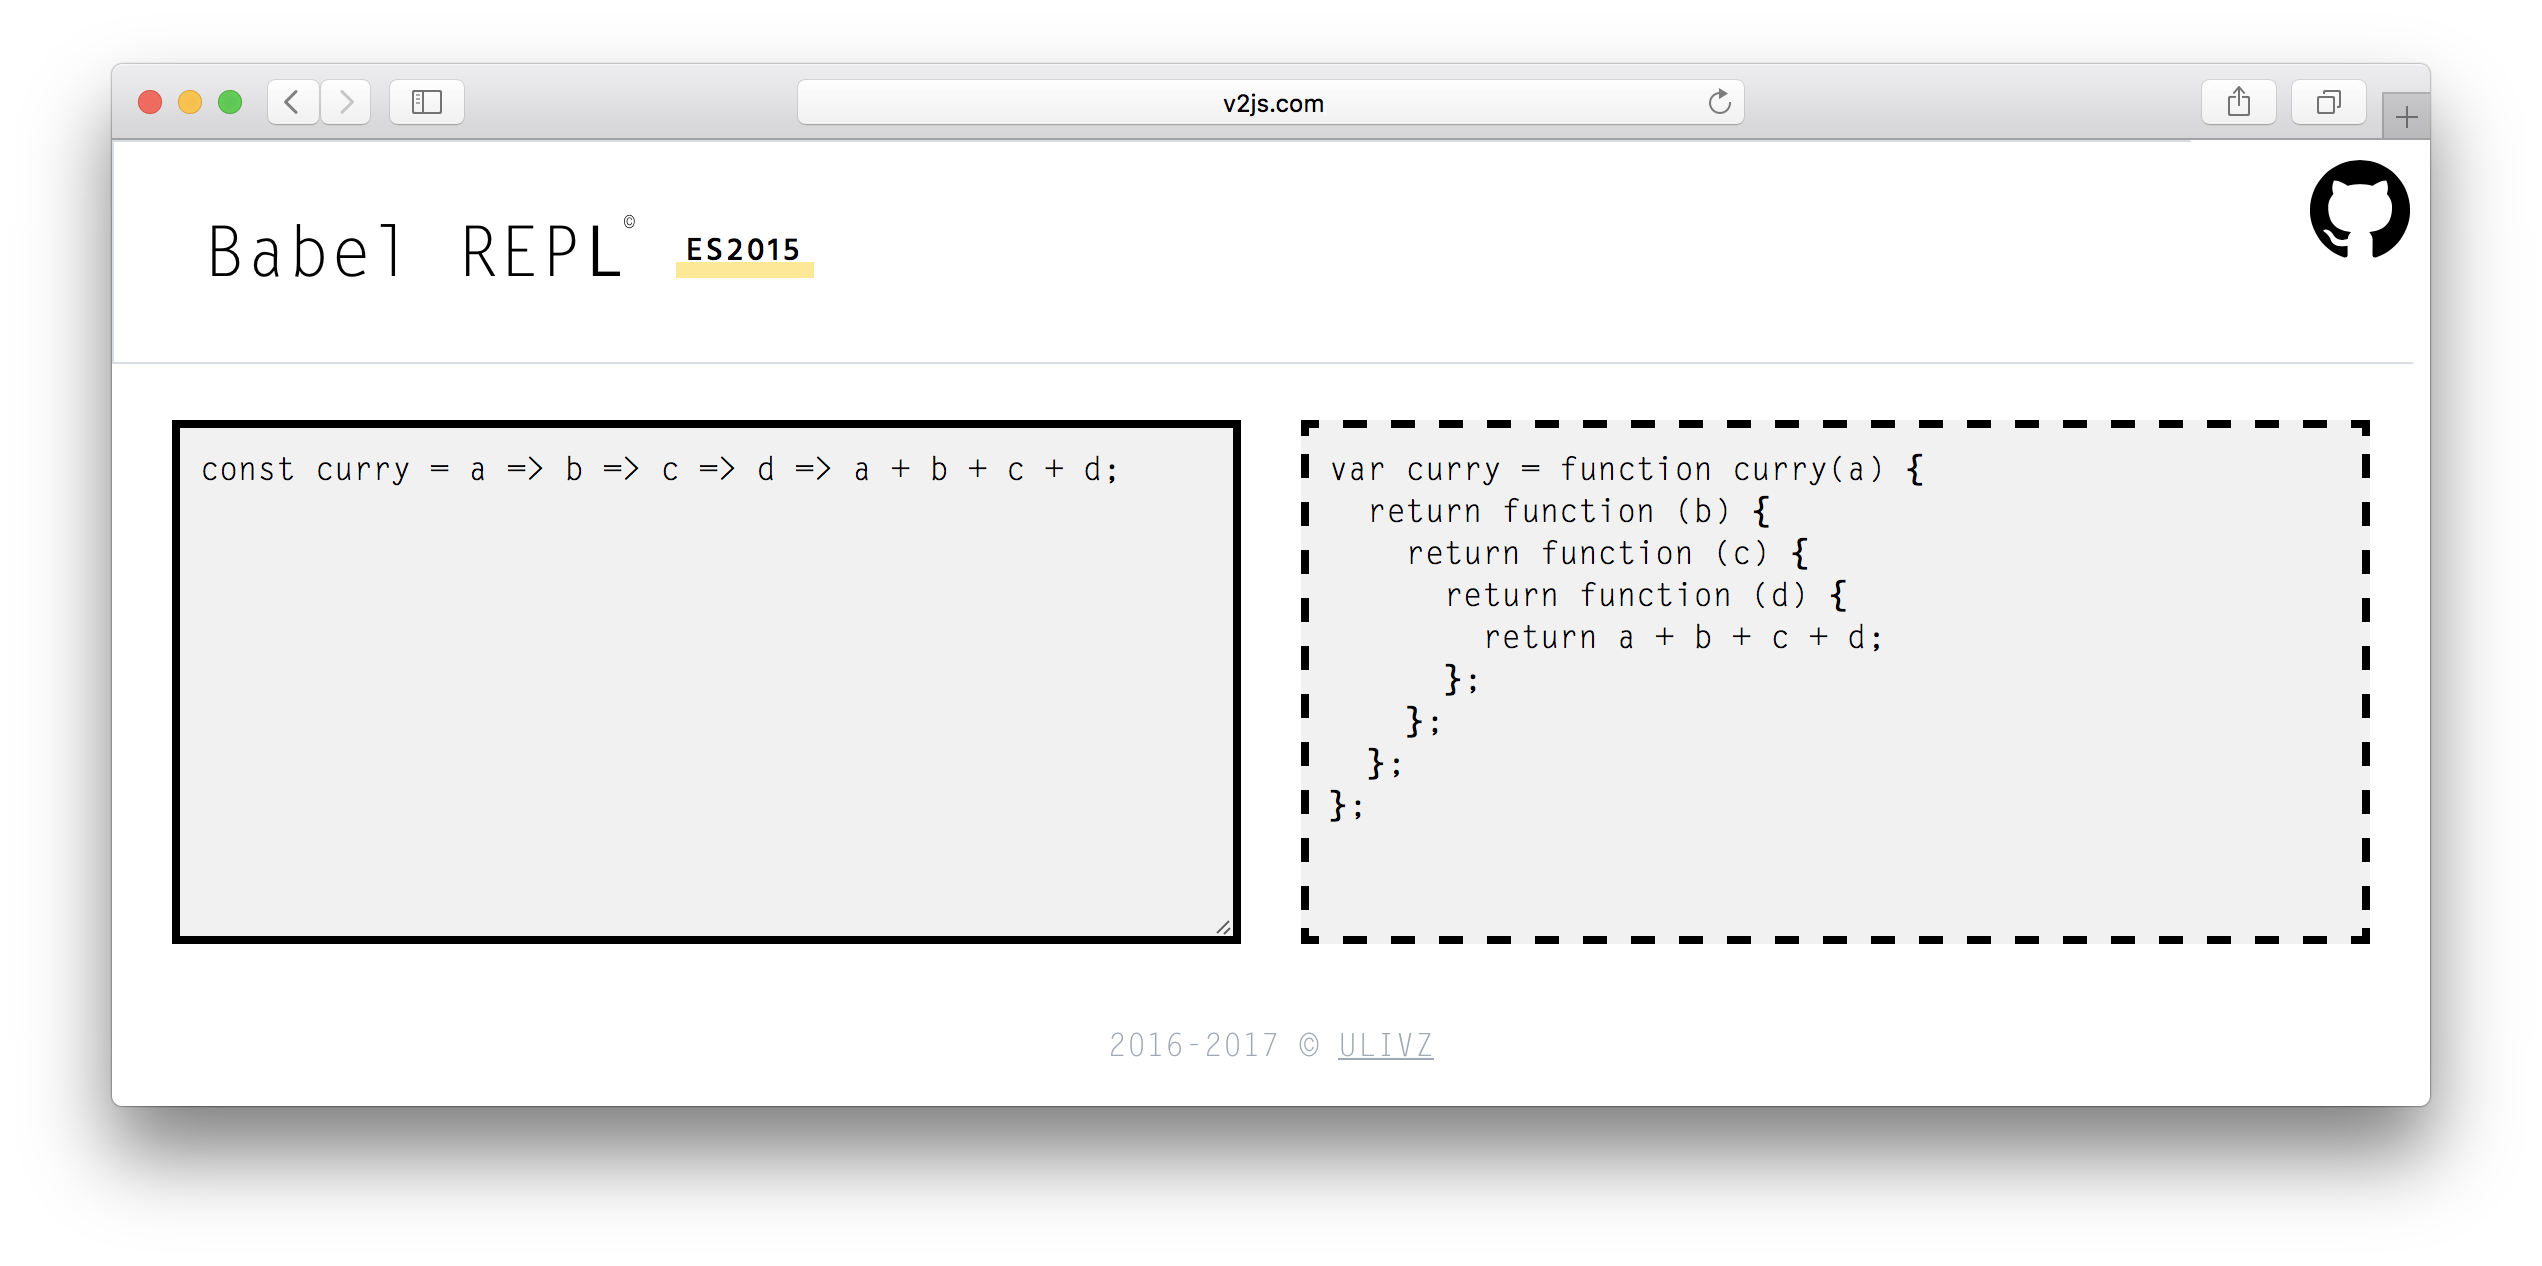 v2js.com
Babel REPL©
ES2015
const curry = a => b => c => d => a + b + c + d;
var curry = function curry(a) {
  return function (b) {
    return function (c) {
      return function (d) {
        return a + b + c + d;
      };
    };
  };
};
2016-2017 © ULIVZ